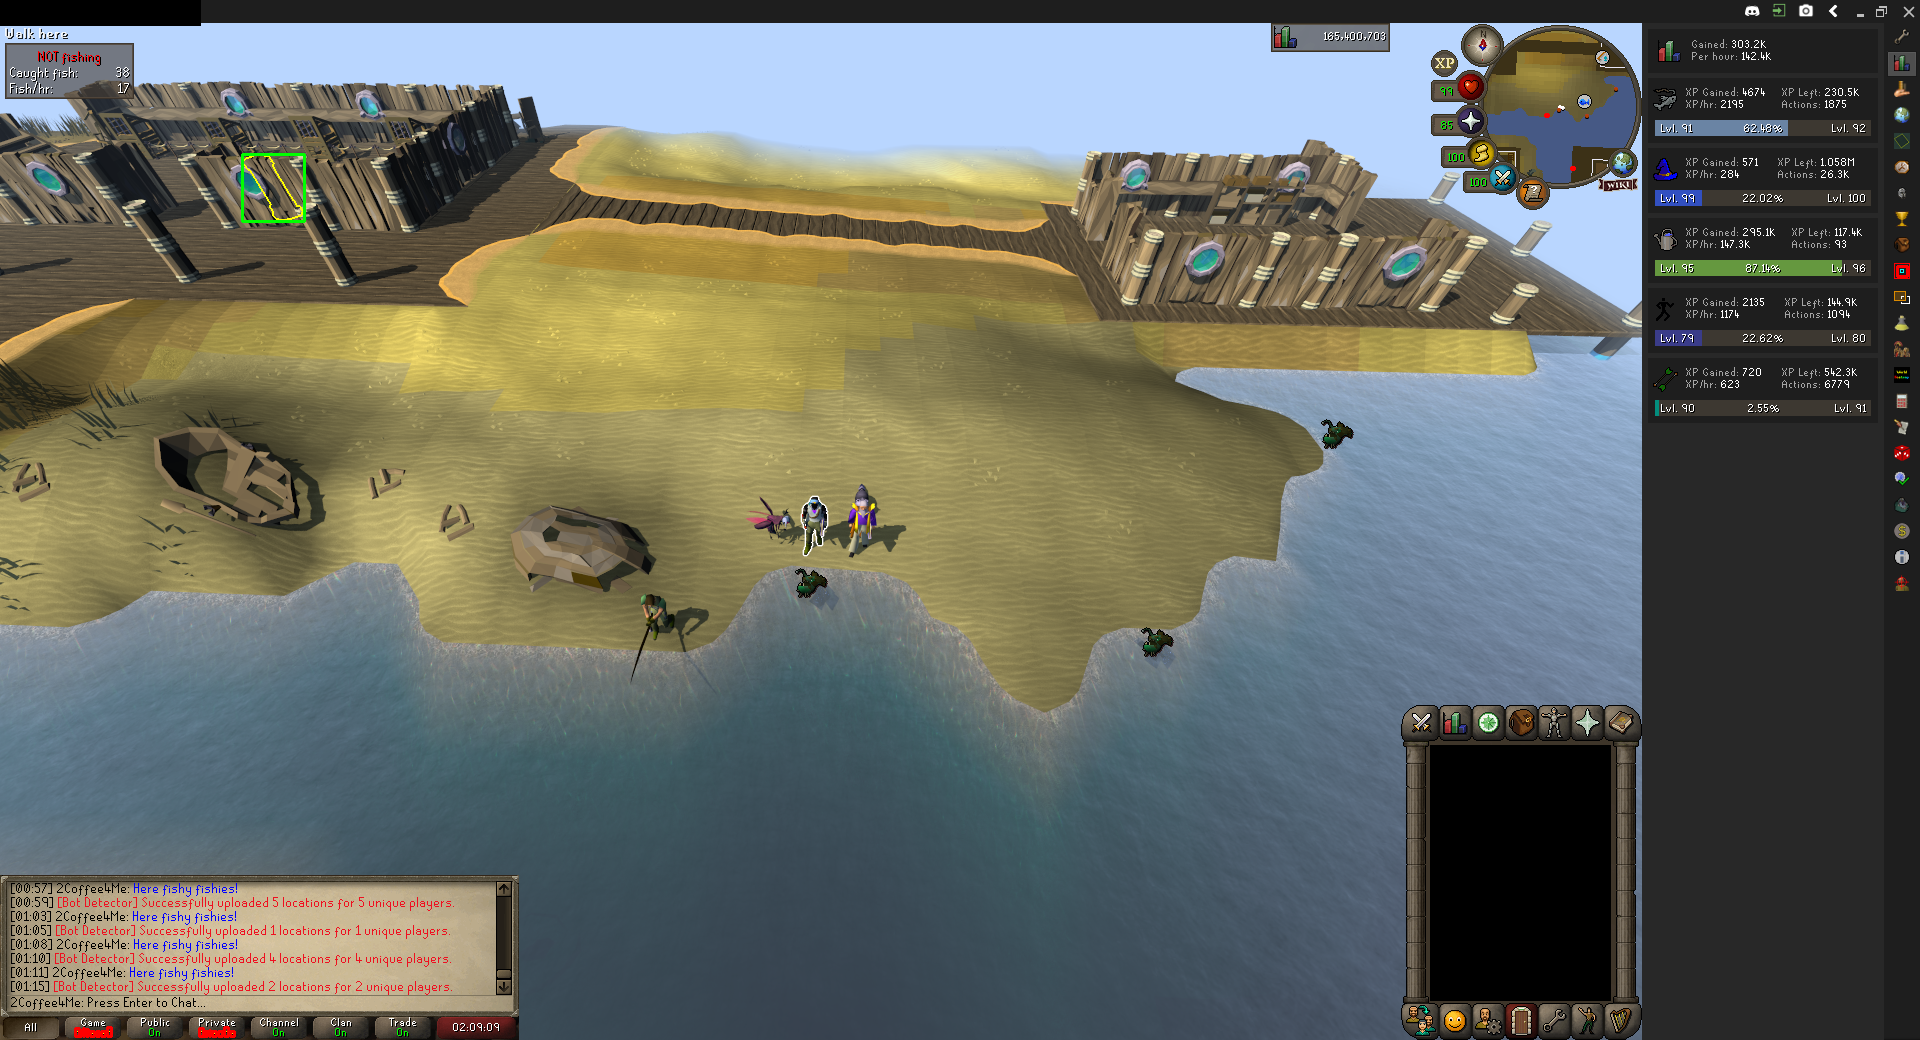 Walk here
NOT fishing
Caught fish: 38
Fish/hr: 17
165,400,703
N
XP
99
85
100
100
WIKI
Gained: 303.2K
Per hour: 142.4K
XP Gained: 4674 XP Left: 230.5K
XP/hr: 2195 Actions: 1875
Lvl. 91 62.48% Lvl. 92
XP Gained: 571 XP Left: 1.058M
XP/hr: 284 Actions: 26.3K
Lvl. 99 22.02% Lvl. 100
XP Gained: 295.1K XP Left: 117.4K
XP/hr: 147.3K Actions: 93
Lvl. 95 87.14% Lvl. 96
XP Gained: 2135 XP Left: 144.9K
XP/hr: 1174 Actions: 1094
Lvl. 79 22.62% Lvl. 80
XP Gained: 720 XP Left: 542.3K
XP/hr: 623 Actions: 6779
Lvl. 90 2.55% Lvl. 91
[00:57] 2Coffee4Me: Here fishy fishies!
[00:59] [Bot Detector] Successfully uploaded 5 locations for 5 unique players.
[01:03] 2Coffee4Me: Here fishy fishies!
[01:05] [Bot Detector] Successfully uploaded 1 locations for 1 unique players.
[01:08] 2Coffee4Me: Here fishy fishies!
[01:10] [Bot Detector] Successfully uploaded 4 locations for 4 unique players.
[01:11] 2Coffee4Me: Here fishy fishies!
[01:15] [Bot Detector] Successfully uploaded 2 locations for 2 unique players.
2Coffee4Me: Press Enter to Chat...
All Game Public Private Channel Clan Trade 02:09:09
On On On On